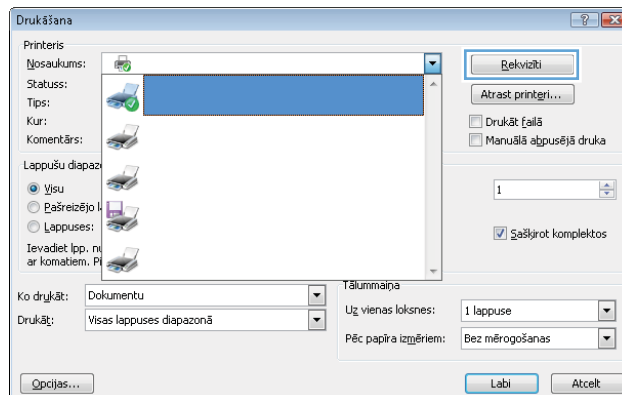 Drukāšana
Printeris
Nosaukums:
Rekvizīti
Statuss:
Tips:
Atrast printeri...
Kur:
Drukāt failā
Komentārs:
Manuālā abpusējā druka
Lappušu diapaz
Visu
1
Pašreizējo l
Lappuses:
Sašķirot komplektos
Ievadiet lpp. nu
ar komatiem. Pi
Tālummaiņa
Ko drukāt: Dokumentu
Uz vienas loksnes: 1 lappuse
Drukāt: Visas lappuses diapazonā
Pēc papīra izmēriem: Bez mērogošanas
Opcijas...
Labi
Atcelt